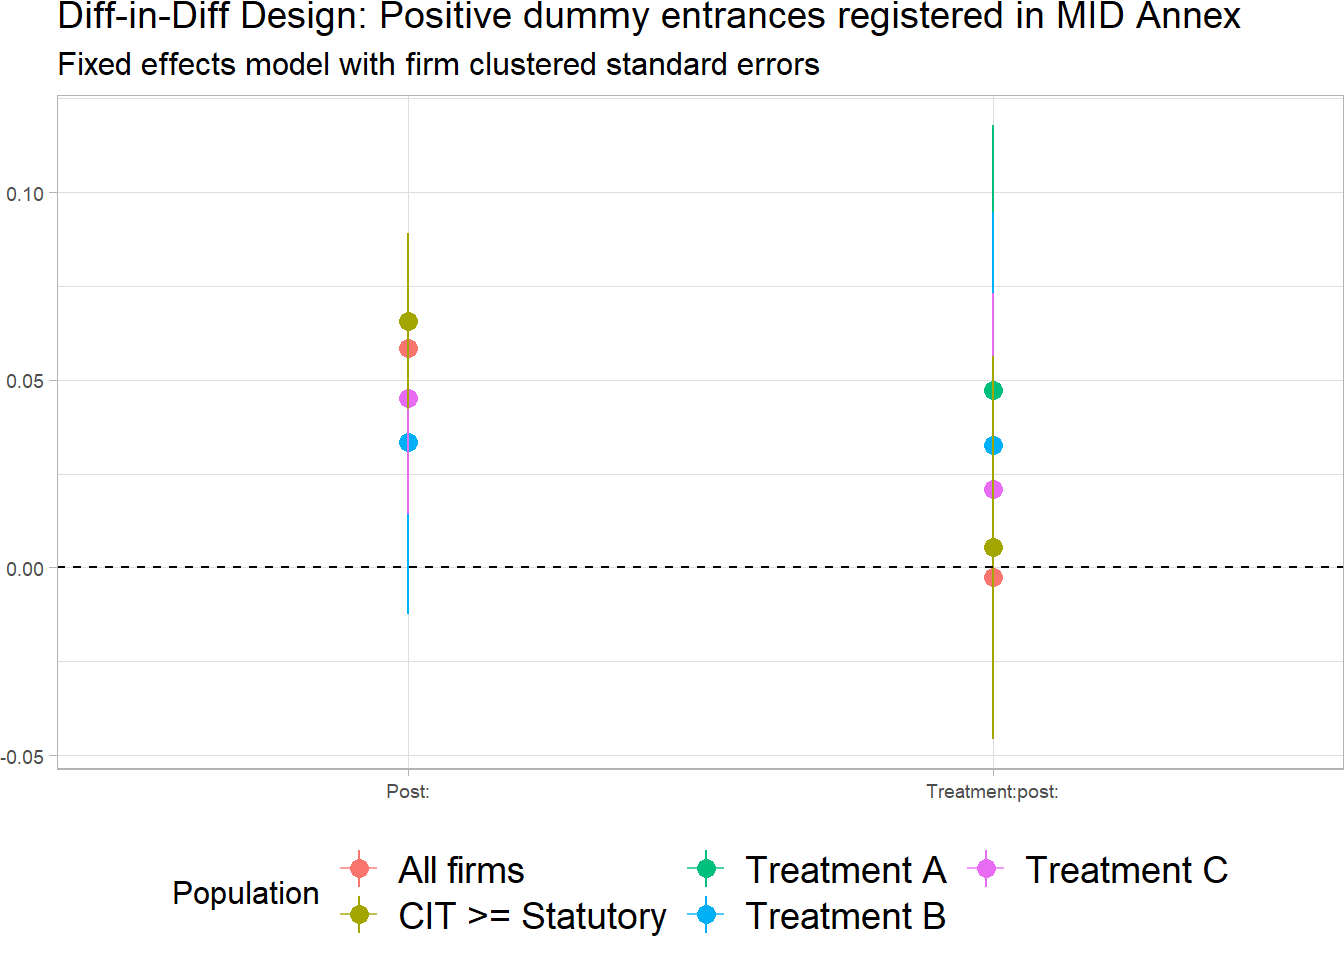 Diff-in-Diff Design: Positive dummy entrances registered in MID Annex
Fixed effects model with firm clustered standard errors
0.10
0.05
0.00
-0.05
Post:
Treatment:post:
Population
All firms
Treatment A
Treatment C
CIT >= Statutory
Treatment B